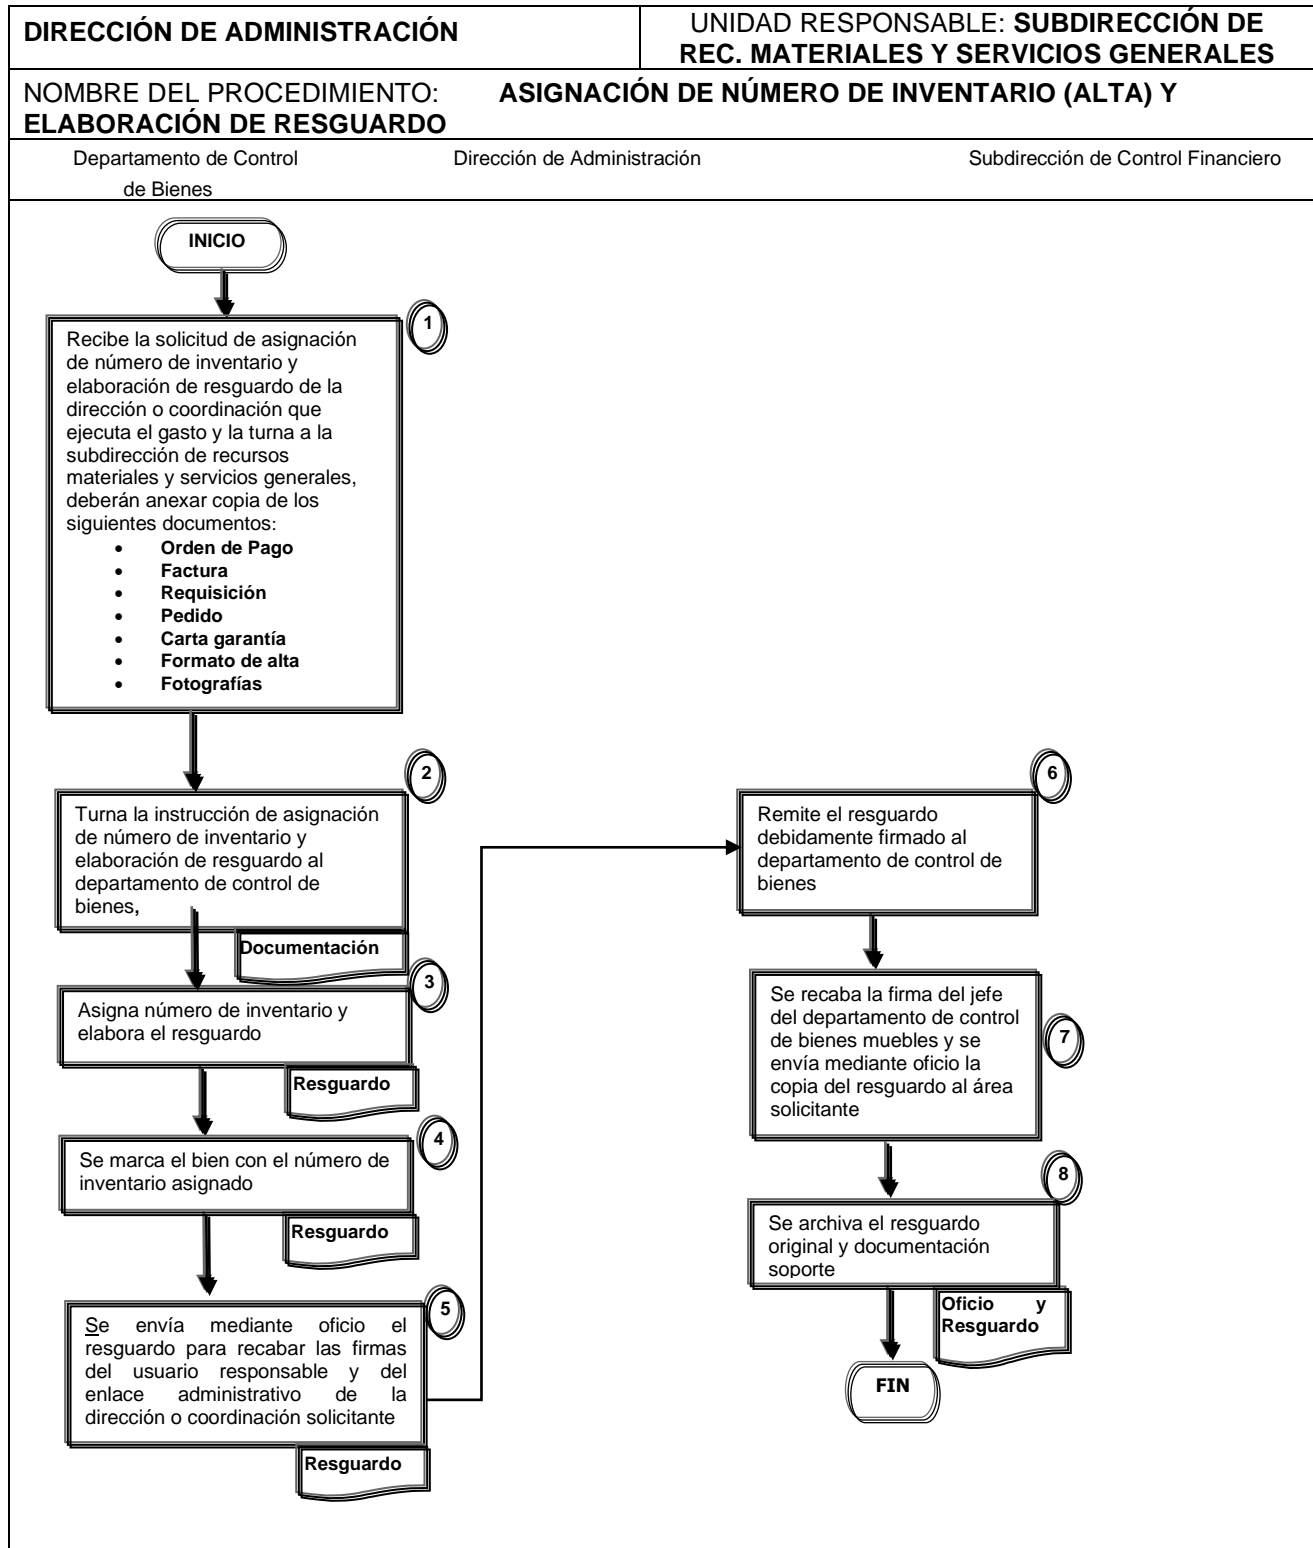 DIRECCIÓN DE ADMINISTRACIÓN
UNIDAD RESPONSABLE: SUBDIRECCIÓN DE
REC. MATERIALES Y SERVICIOS GENERALES
NOMBRE DEL PROCEDIMIENTO: ASIGNACIÓN DE NÚMERO DE INVENTARIO (ALTA) Y
ELABORACIÓN DE RESGUARDO
Departamento de Control
de Bienes
Dirección de Administración
Subdirección de Control Financiero
INICIO
1
Recibe la solicitud de asignación
de número de inventario y
elaboración de resguardo de la
dirección o coordinación que
ejecuta el gasto y la turna a la
subdirección de recursos
materiales y servicios generales,
deberán anexar copia de los
siguientes documentos:
• Orden de Pago
• Factura
• Requisición
• Pedido
• Carta garantía
• Formato de alta
• Fotografías
2
Turna la instrucción de asignación
de número de inventario y
elaboración de resguardo al
departamento de control de
bienes,
Documentación
3
Asigna número de inventario y
elabora el resguardo
Resguardo
4
Se marca el bien con el número de
inventario asignado
Resguardo
5
Se envía mediante oficio el
resguardo para recabar las firmas
del usuario responsable y del
enlace administrativo de la
dirección o coordinación solicitante
Resguardo
6
Remite el resguardo
debidamente firmado al
departamento de control de
bienes
7
Se recaba la firma del jefe
del departamento de control
de bienes muebles y se
envía mediante oficio la
copia del resguardo al área
solicitante
8
Se archiva el resguardo
original y documentación
soporte
Oficio y
Resguardo
FIN